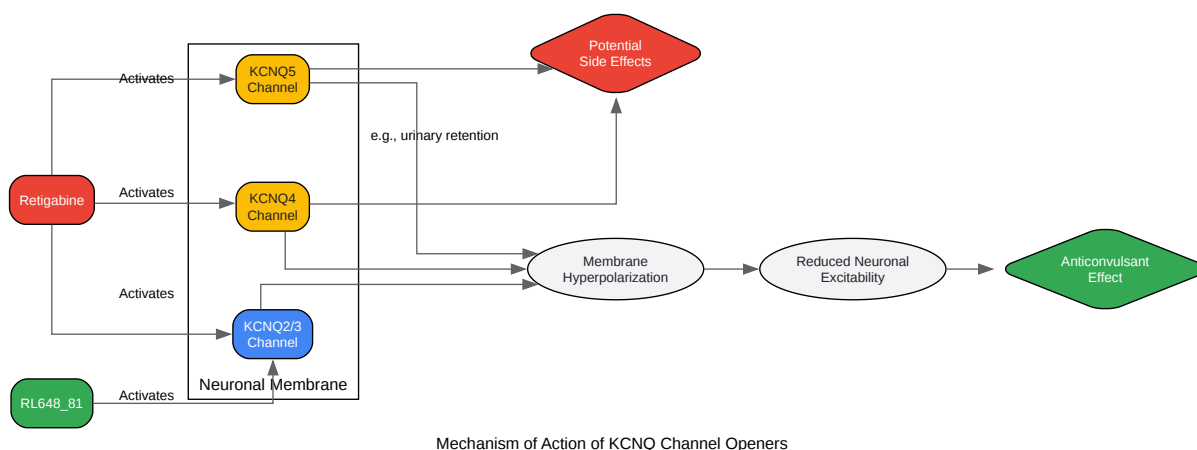 Potential
Side Effects
KCNQ5
Channel
Activates
e.g., urinary retention
Retigabine
Activates
KCNQ4
Channel
Membrane
Hyperpolarization
Reduced Neuronal
Excitability
Anticonvulsant
Effect
Activates
KCNQ2/3
Channel
Neuronal Membrane
RL648_81
Activates
Mechanism of Action of KCNQ Channel Openers